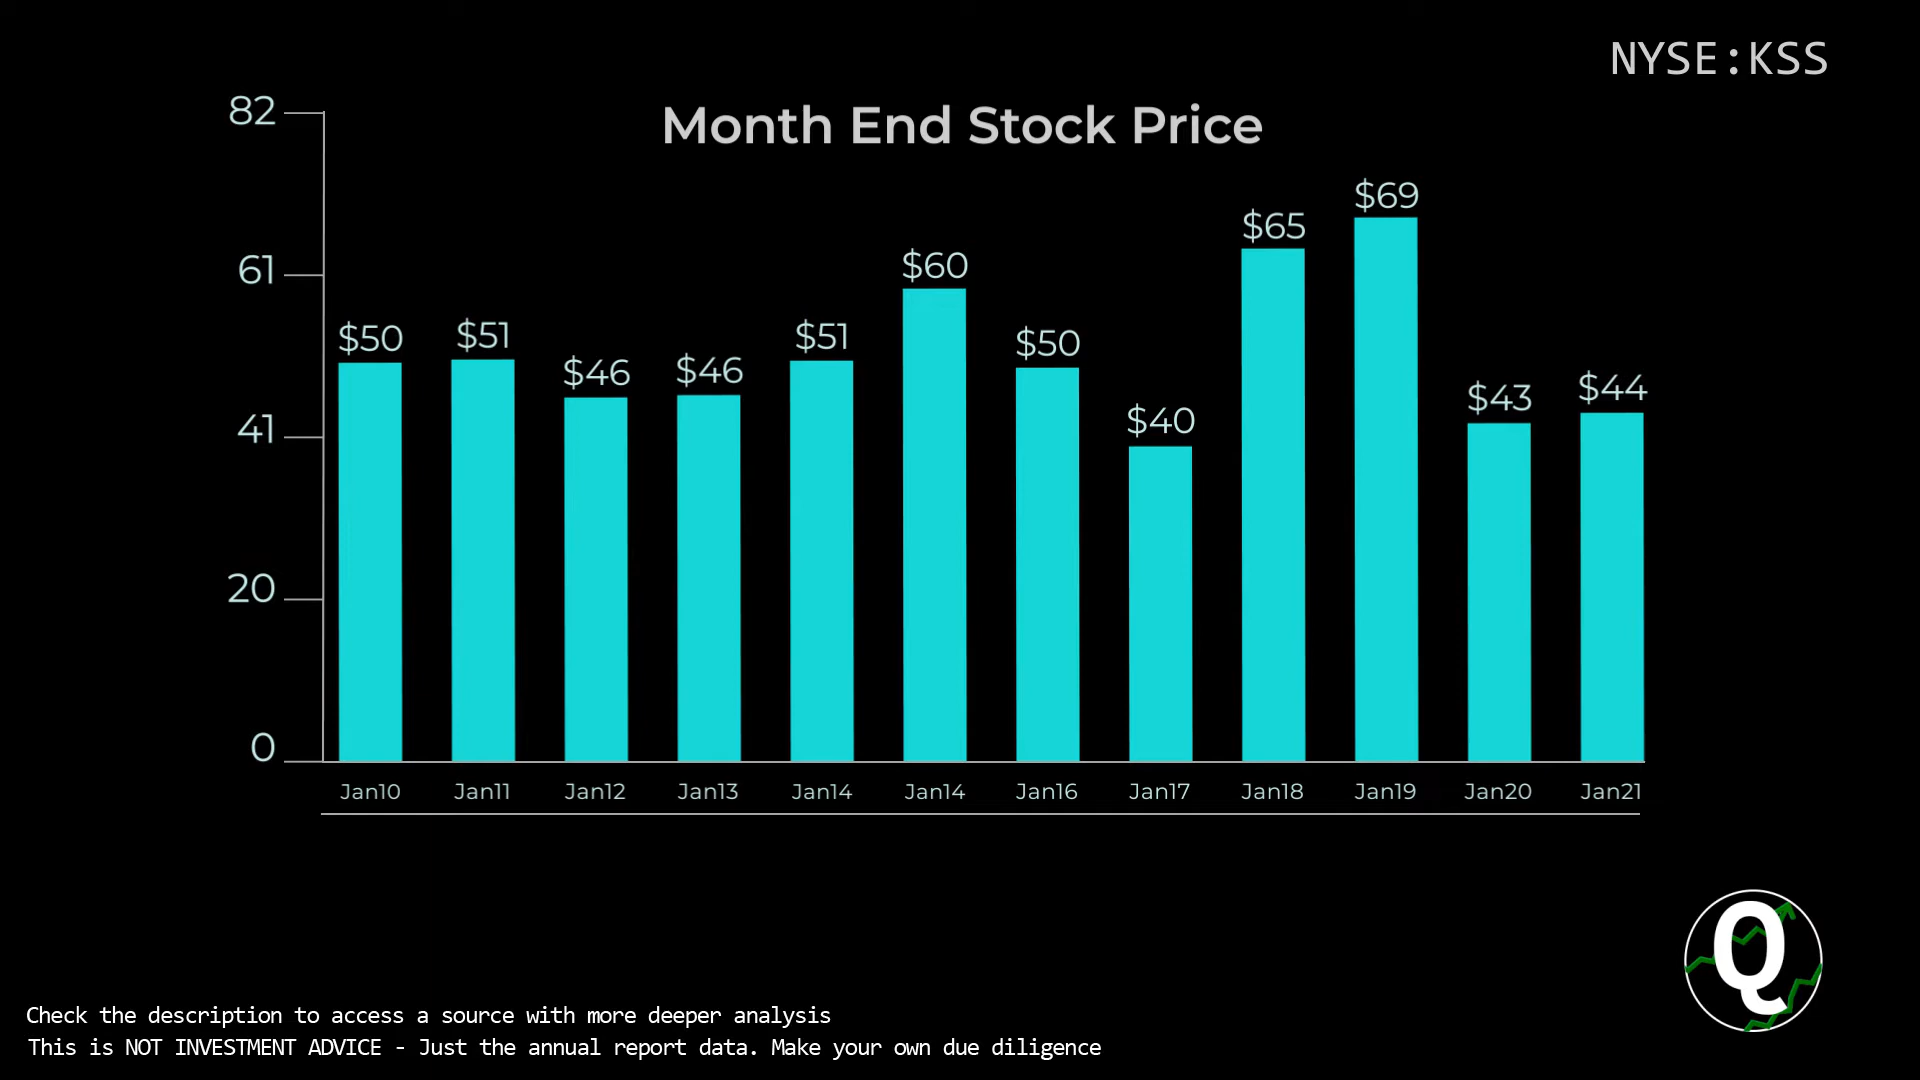 NYSE:KSS
Month End Stock Price
82
61
41
20
0
$50
$51
$46
$46
$51
$60
$50
$40
$65
$69
$43
$44
Jan10 Jan11 Jan12 Jan13 Jan14 Jan14 Jan16 Jan17 Jan18 Jan19 Jan20 Jan21
Q
Check the description to access a source with more deeper analysis
This is NOT INVESTMENT ADVICE - Just the annual report data. Make your own due diligence